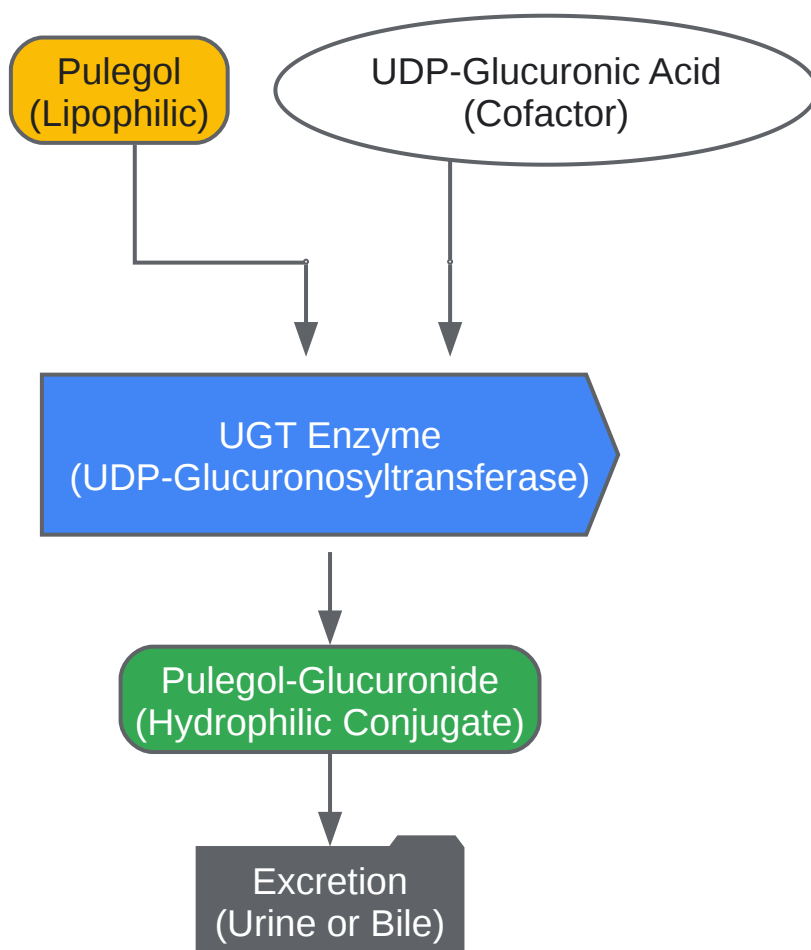 Pulegol
(Lipophilic)
UDP-Glucuronic Acid
(Cofactor)
UGT Enzyme
(UDP-Glucuronosyltransferase)
Pulegol-Glucuronide
(Hydrophilic Conjugate)
Excretion
(Urine or Bile)